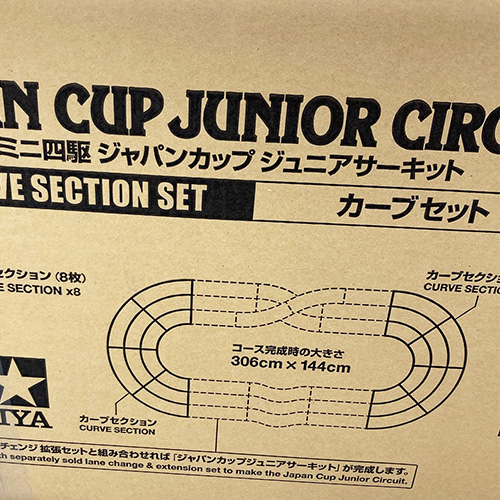 AN CUP JUNIOR CIRC
ミニ四駆 ジャパンカップ ジュニアサーキット
VE SECTION SET
カーブセット
セクション(8枚)
E SECTION x8
カーブセクシ
CURVE SECTION
コース完成時の大きさ
306cm×144cm
カーブセクション
CURVE SECTION
IYA
チェンジ 拡張セットと組み合わせれば「ジャパンカップジュニアサーキット」が完成します。
h separately sold lane change & extension set to make the Japan Cup Junior Circuit.